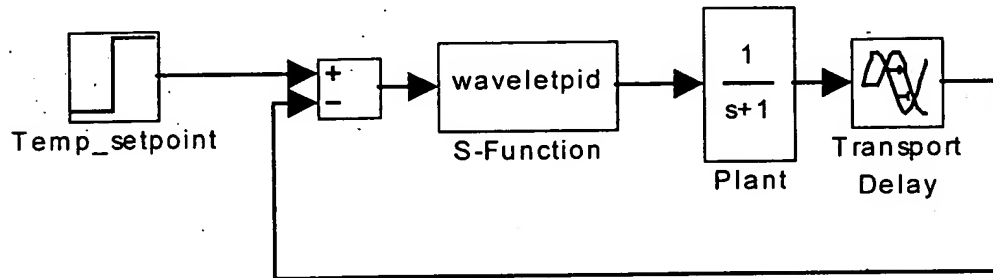 Temp_setpoint
+
−
waveletpid
S-Function
1
s+1
Plant
Transport
Delay